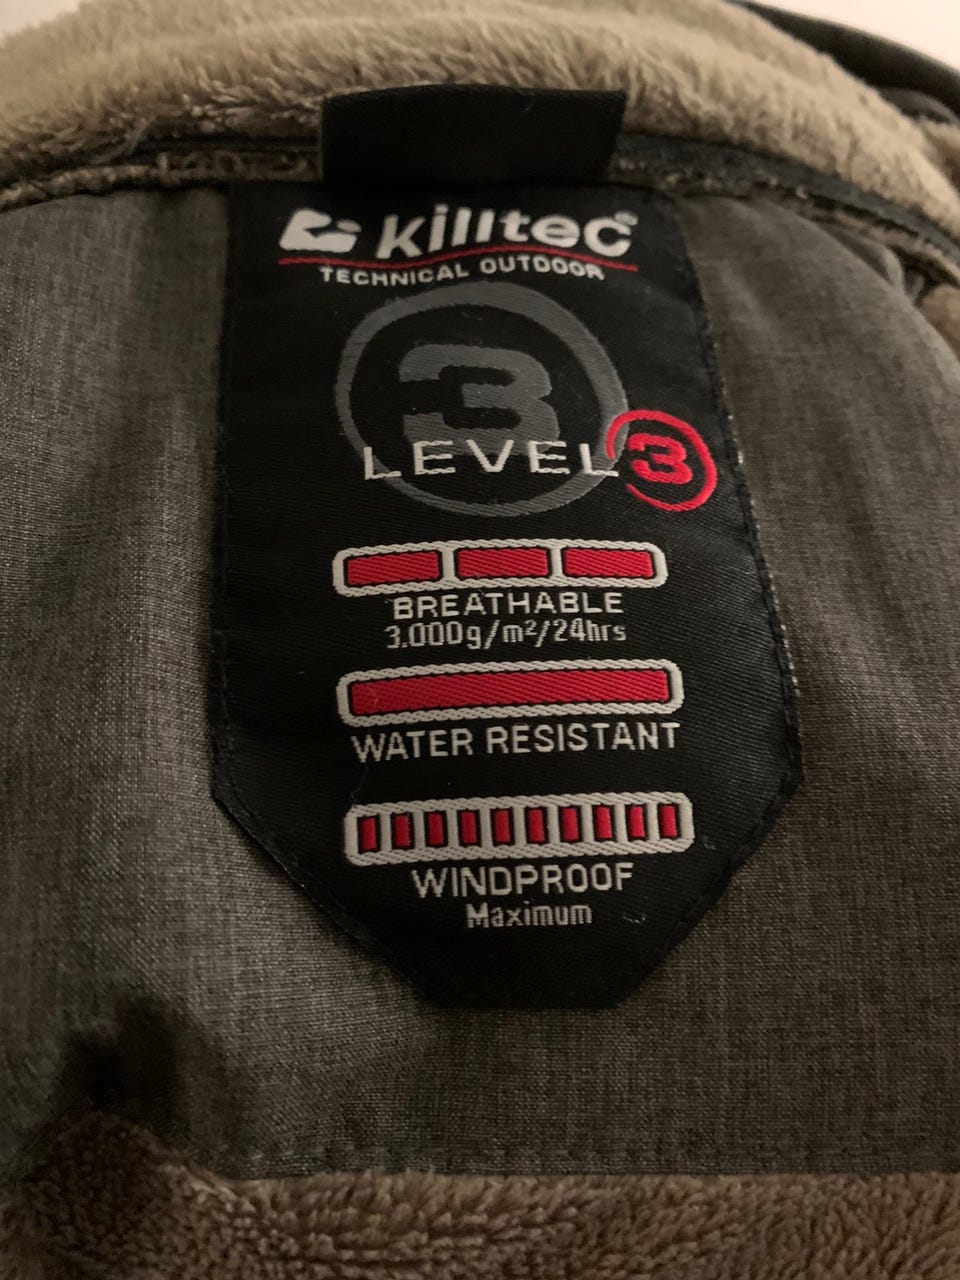 killtec®
TECHNICAL OUTDOOR
3
LEVEL 3
BREATHABLE
3.000g/m²/24hrs
WATER RESISTANT
WINDPROOF
Maximum